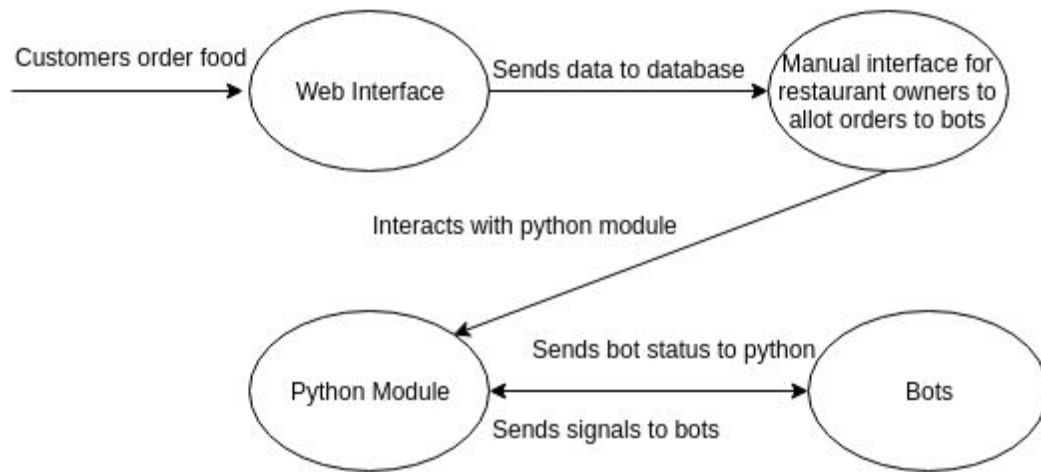 Customers order food
Web Interface
Sends data to database
Manual interface for
restaurant owners to
allot orders to bots
Interacts with python module
Python Module
Sends bot status to python
Sends signals to bots
Bots